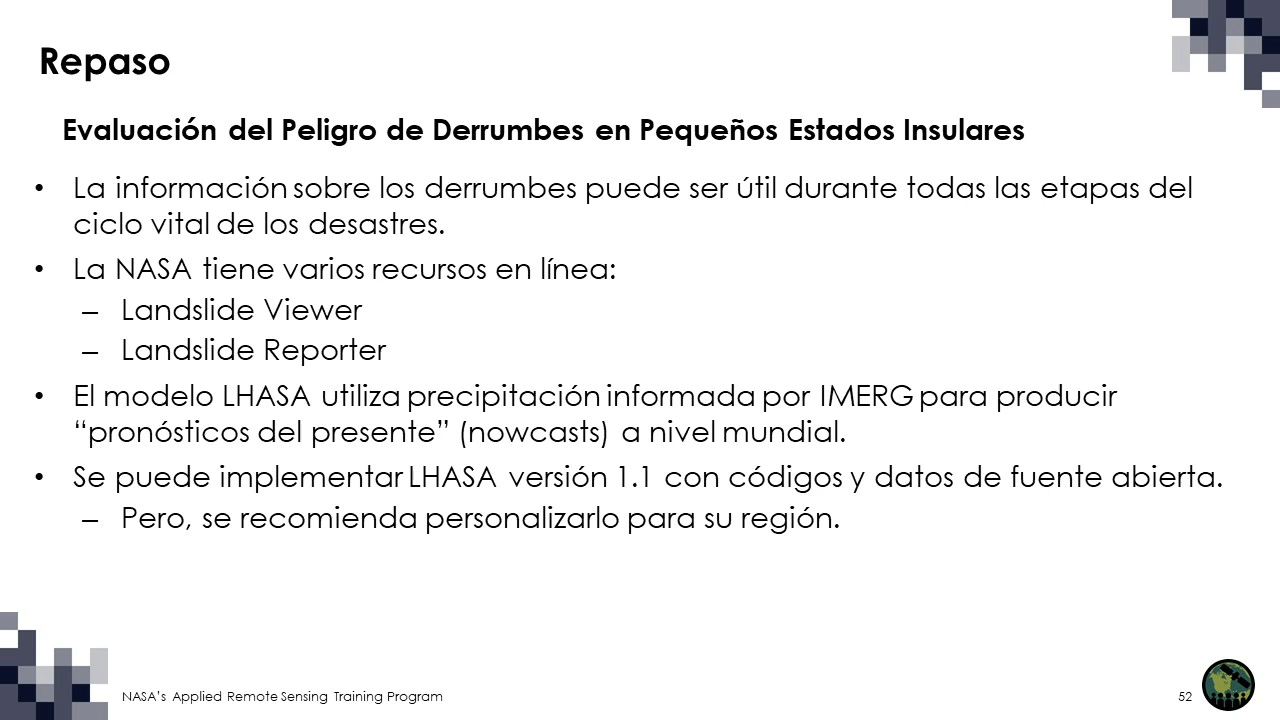 Repaso
Evaluación del Peligro de Derrumbes en Pequeños Estados Insulares
• La información sobre los derrumbes puede ser útil durante todas las etapas del
ciclo vital de los desastres.
• La NASA tiene varios recursos en línea:
– Landslide Viewer
– Landslide Reporter
• El modelo LHASA utiliza precipitación informada por IMERG para producir
“pronósticos del presente” (nowcasts) a nivel mundial.
• Se puede implementar LHASA versión 1.1 con códigos y datos de fuente abierta.
– Pero, se recomienda personalizarlo para su región.
NASA’s Applied Remote Sensing Training Program
52